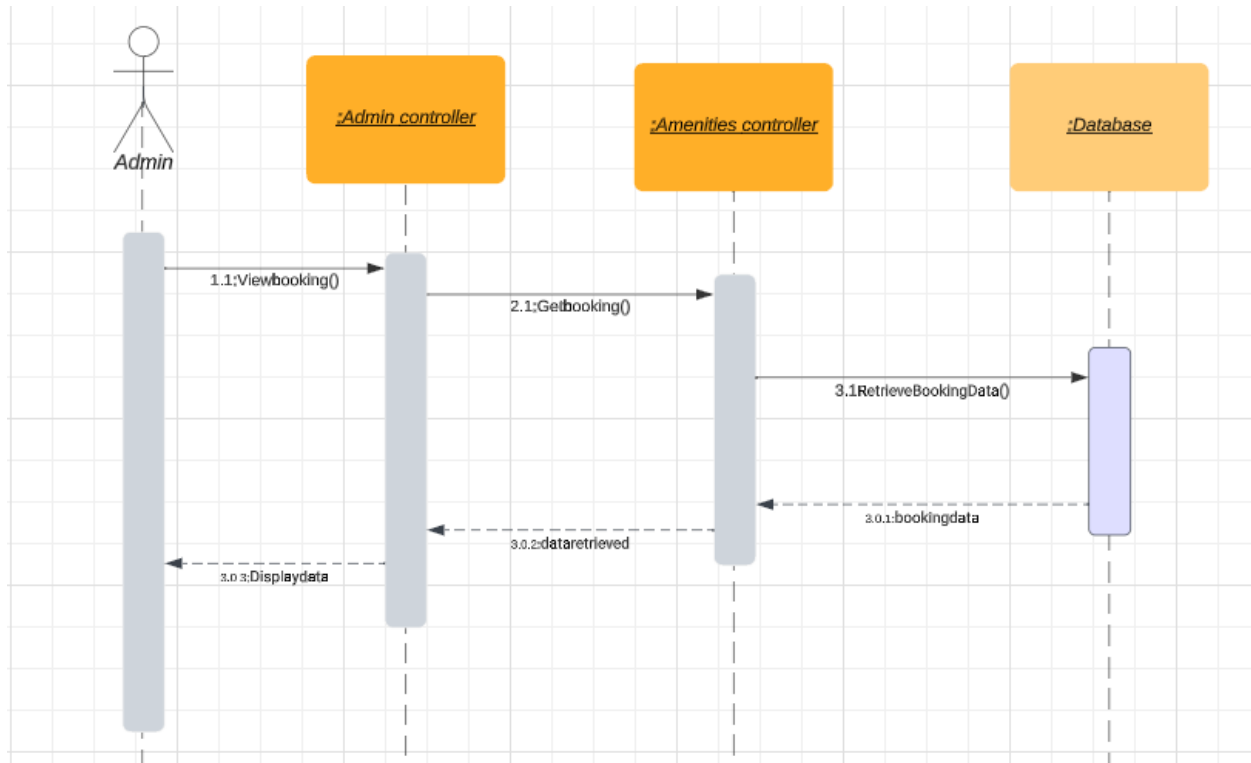 :Admin controller
:Amenities controller
:Database
Admin
1.1;Viewbooking()
2.1;Getbooking()
3.1RetrieveBookingData()
3.0.1:bookingdata
3.0.2:dataretrieved
3.0 3;Displaydata